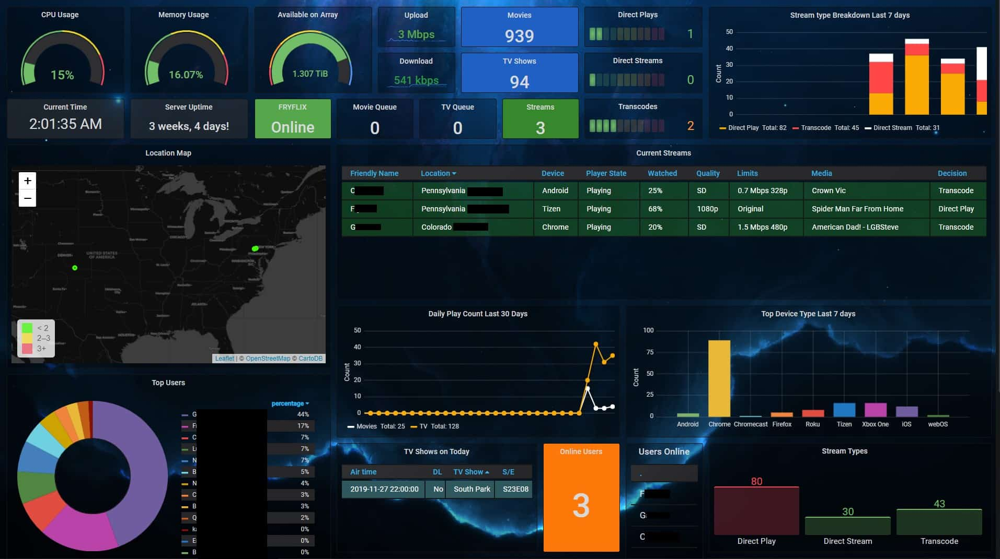 CPU Usage
15%
Memory Usage
16.07%
Available on Array
1.307 TiB
Upload
3 Mbps
Download
541 kbps
Movies
939
TV Shows
94
Direct Plays
1
Direct Streams
0
Transcodes
2
Stream type Breakdown Last 7 days
50
40
30
20
10
0
Count
Direct Play Total: 82 Transcode Total: 45 Direct Stream Total: 31
Current Time
2:01:35 AM
Server Uptime
3 weeks, 4 days!
FRYFLIX
Online
Movie Queue
0
TV Queue
0
Streams
3
Location Map
+
−
DENVER
UNITED STATES
OF AMERICA
CHICAGO
NEW YORK
Philadelphia
WASHINGTON
ATLANTA
HOUSTON
< 2
2–3
3+
Leaflet | © OpenStreetMap © CartoDB
Current Streams
Friendly Name Location Device Player State Watched Quality Limits Media Decision
C Pennsylvania Android Playing 25% SD 0.7 Mbps 328p Crown Vic Transcode
F Pennsylvania Tizen Playing 68% 1080p Original Spider Man Far From Home Direct Play
G Colorado Chrome Playing 20% SD 1.5 Mbps 480p American Dad! - LGBSteve Transcode
Daily Play Count Last 30 Days
50
40
30
20
10
0
Count
Movies Total: 25 TV Total: 128
Top Device Type Last 7 days
100
75
50
25
0
Count
Android Chrome Chromecast Firefox Roku Tizen Xbox One iOS webOS
Top Users
percentage
G 44%
F 17%
C 7%
L 7%
N 7%
B 5%
N 4%
C 3%
B 3%
Q 2%
ka 0%
E 0%
B 0%
TV Shows on Today
Air time DL TV Show S/E
2019-11-27 22:00:00 No South Park S23E08
Online Users
3
Users Online
.
F
G
C
Stream Types
80
Direct Play
30
Direct Stream
43
Transcode